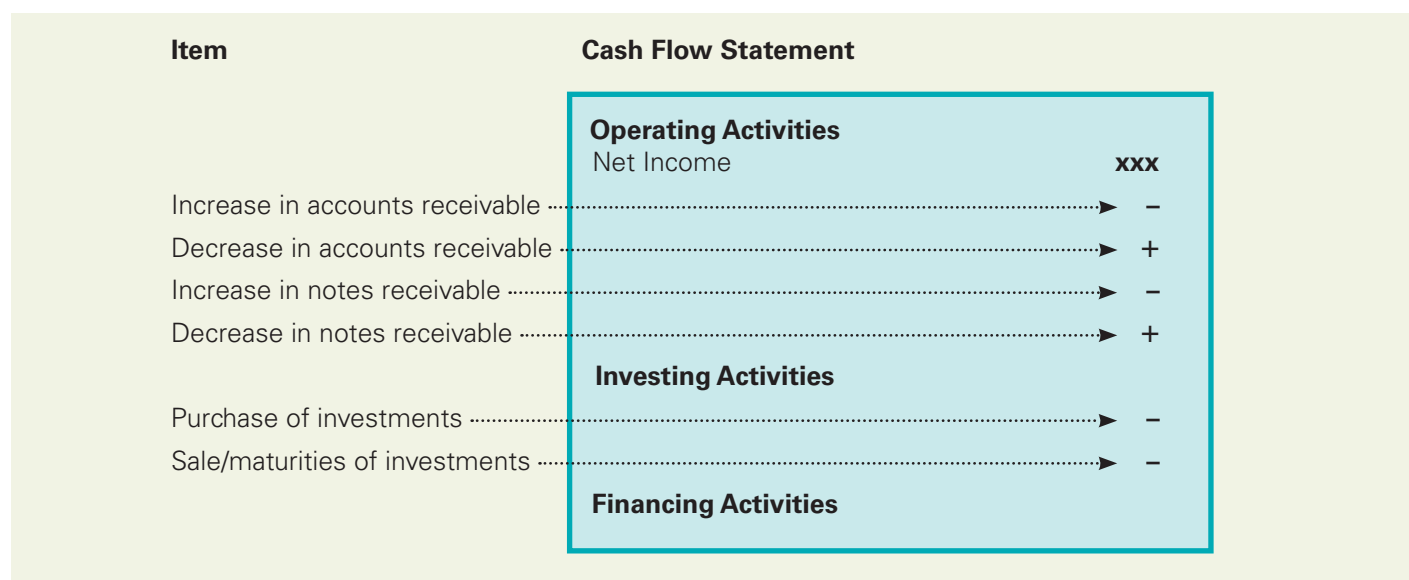 Item Cash Flow Statement
Operating Activities
Net Income xxx
Increase in accounts receivable –
Decrease in accounts receivable +
Increase in notes receivable –
Decrease in notes receivable +
Investing Activities
Purchase of investments –
Sale/maturities of investments –
Financing Activities